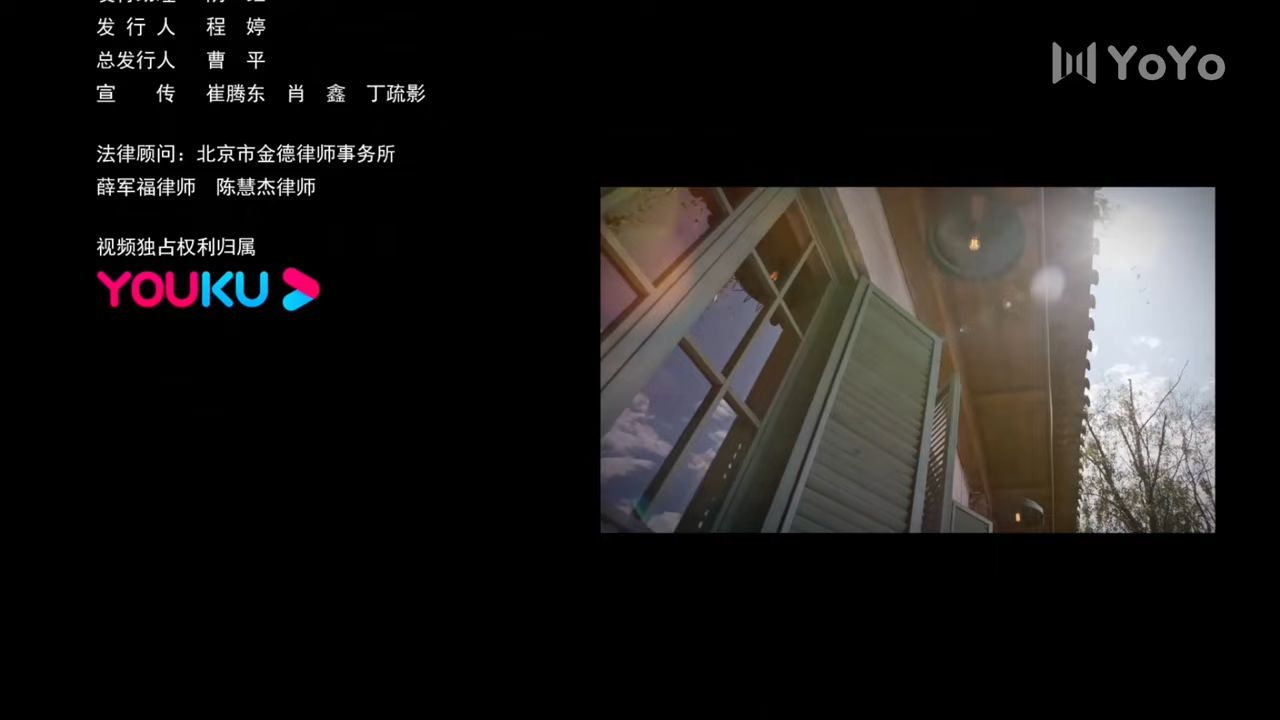 发 行 人 程 婷
总发行人 曹 平
宣 传 崔腾东 肖 鑫 丁疏影
法律顾问：北京市金德律师事务所
薛军福律师 陈慧杰律师
视频独占权利归属
YOUKU
YoYo